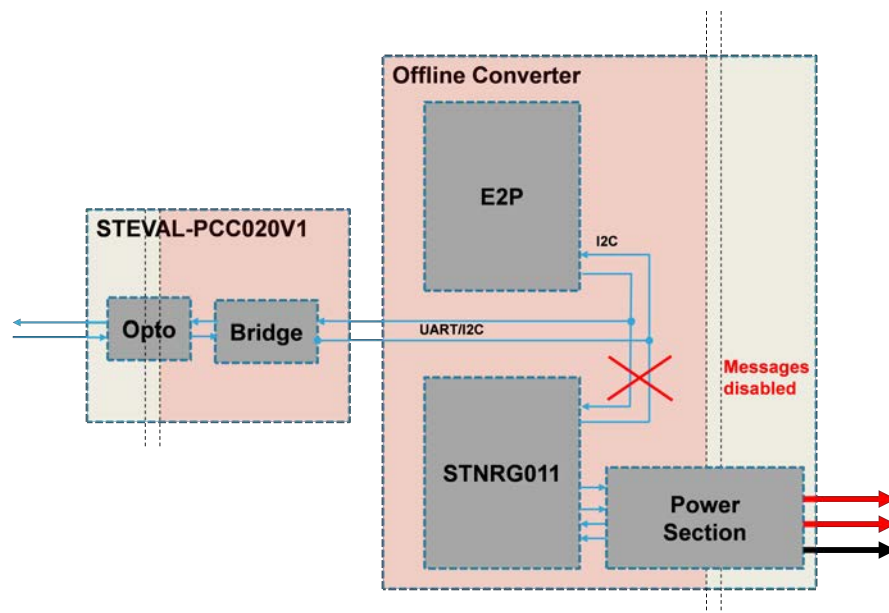 Offline Converter
E2P
STEVAL-PCC020V1
I2C
Opto
Bridge
UART/I2C
Messages
disabled
STNRG011
Power
Section